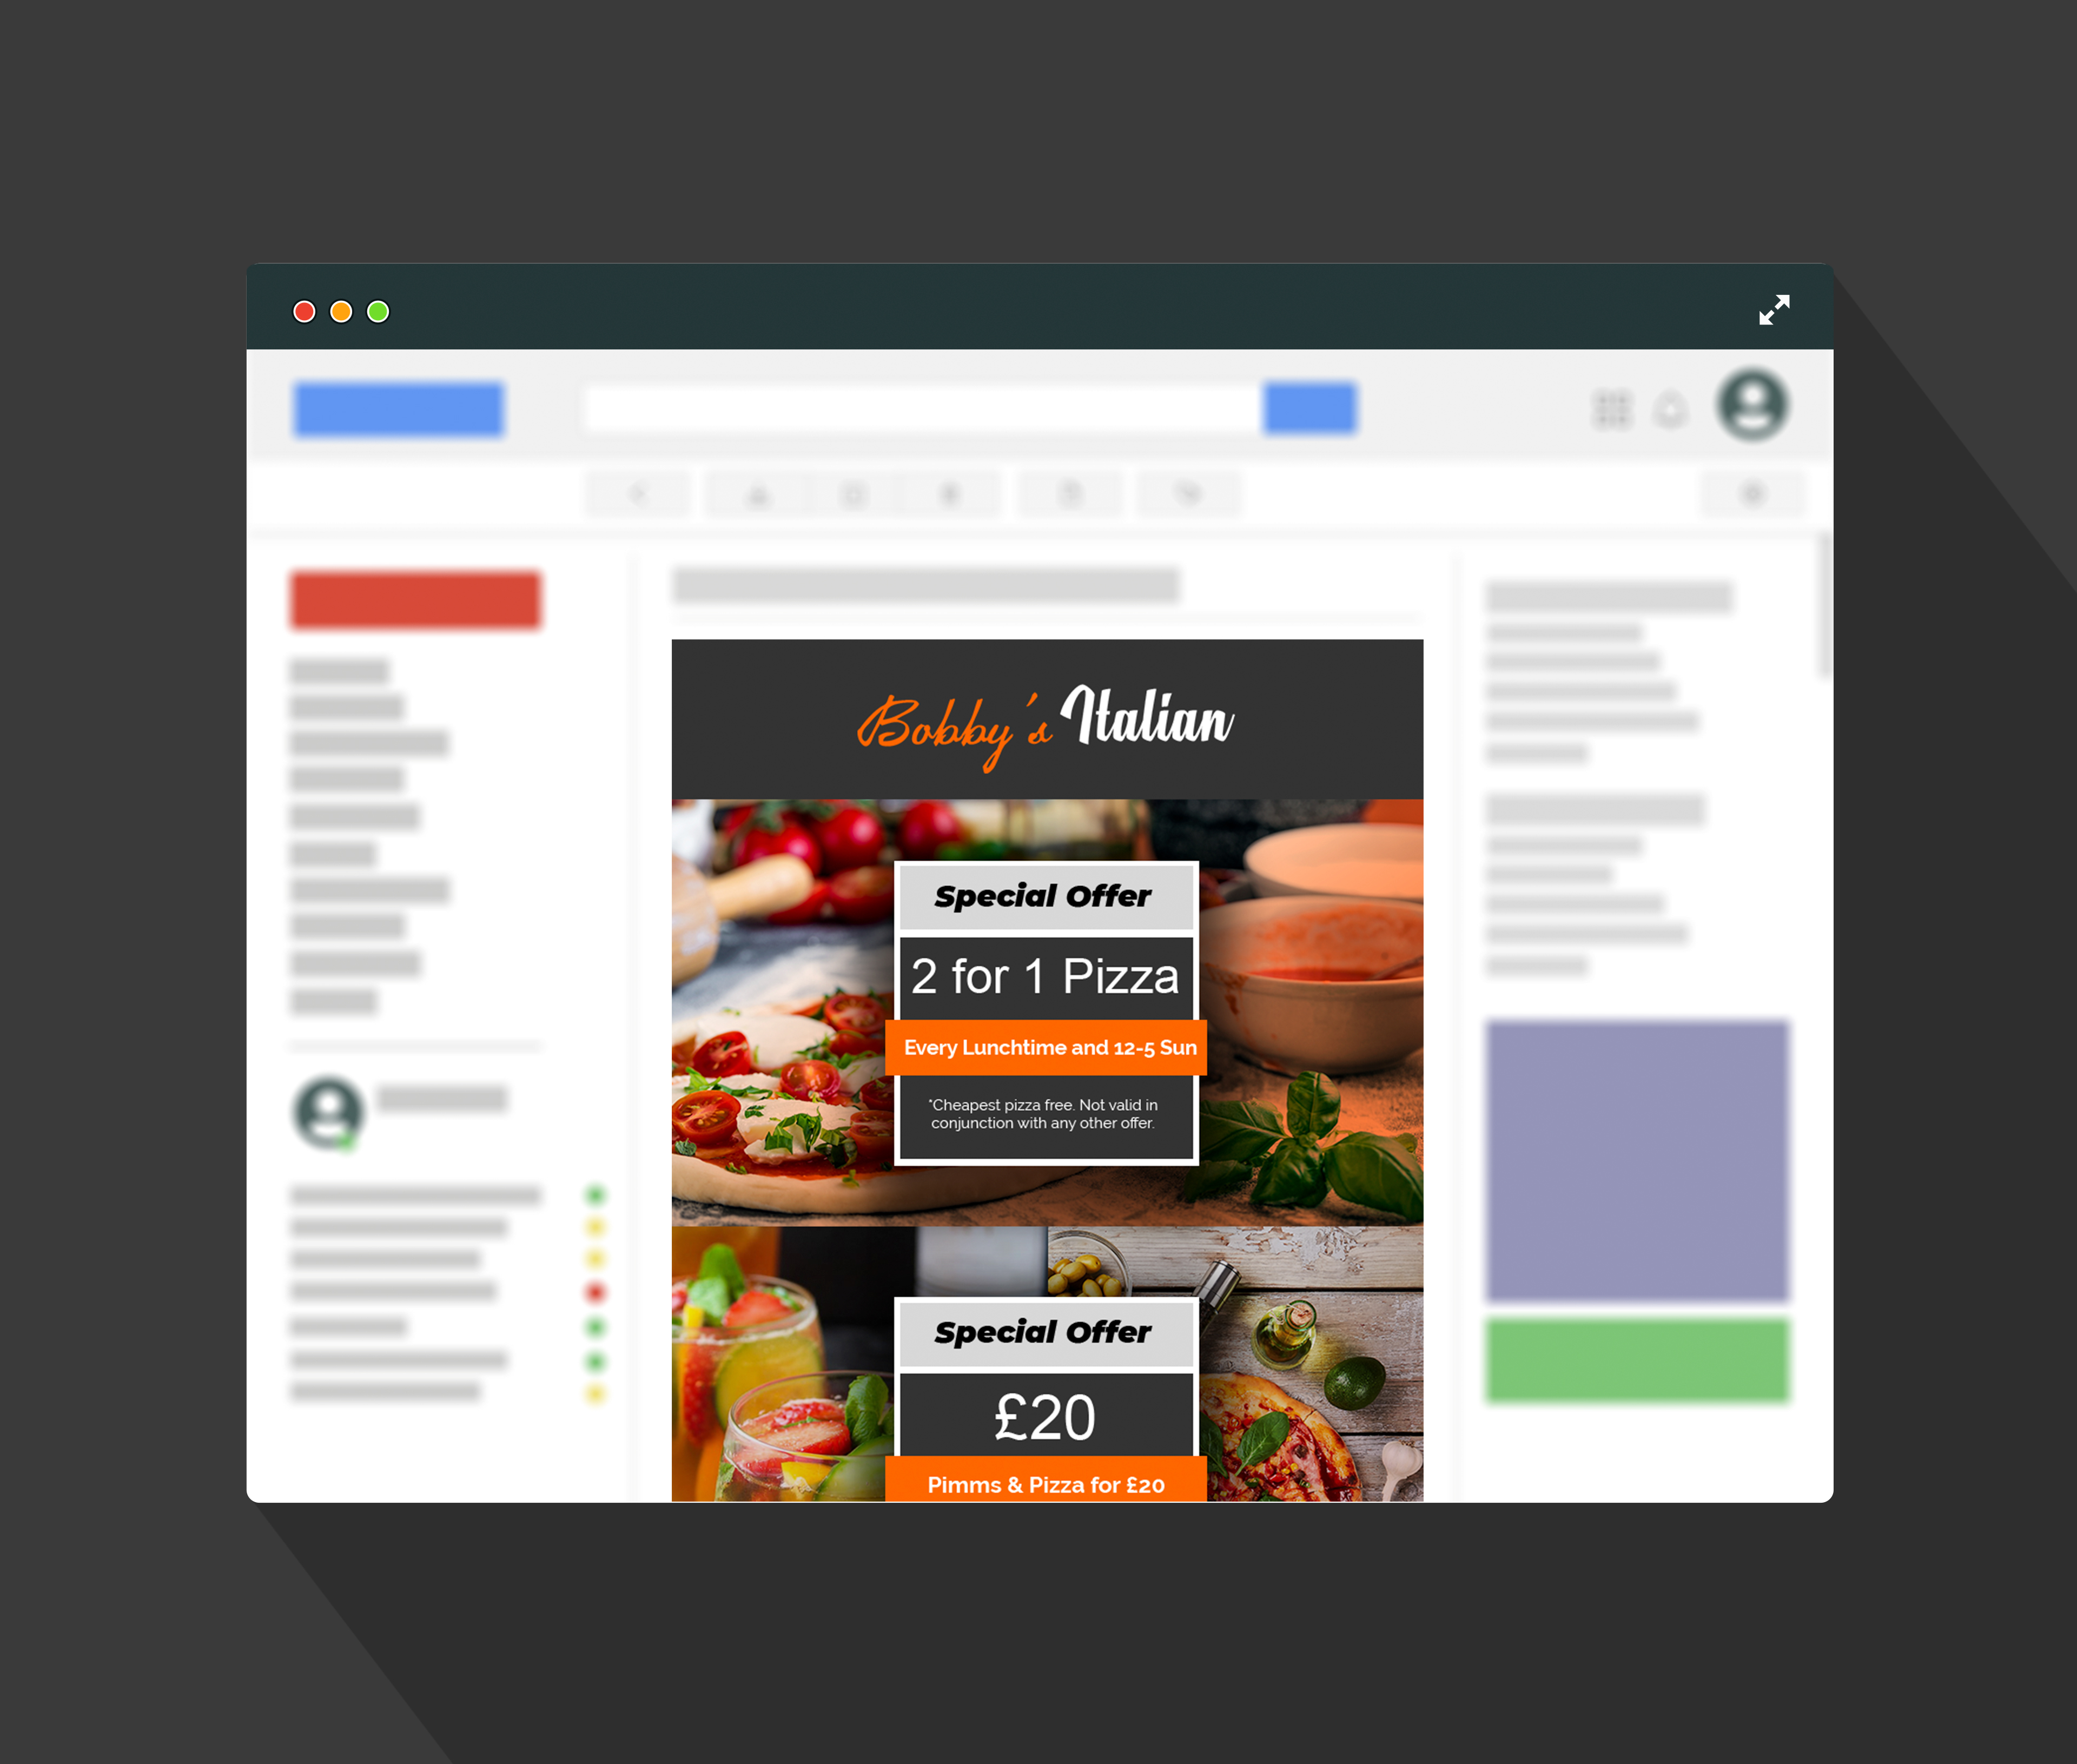 Bobby's Italian
Special Offer
2 for 1 Pizza
Every Lunchtime and 12-5 Sun
*Cheapest pizza free. Not valid in
conjunction with any other offer.
Special Offer
£20
Pimms & Pizza for £20